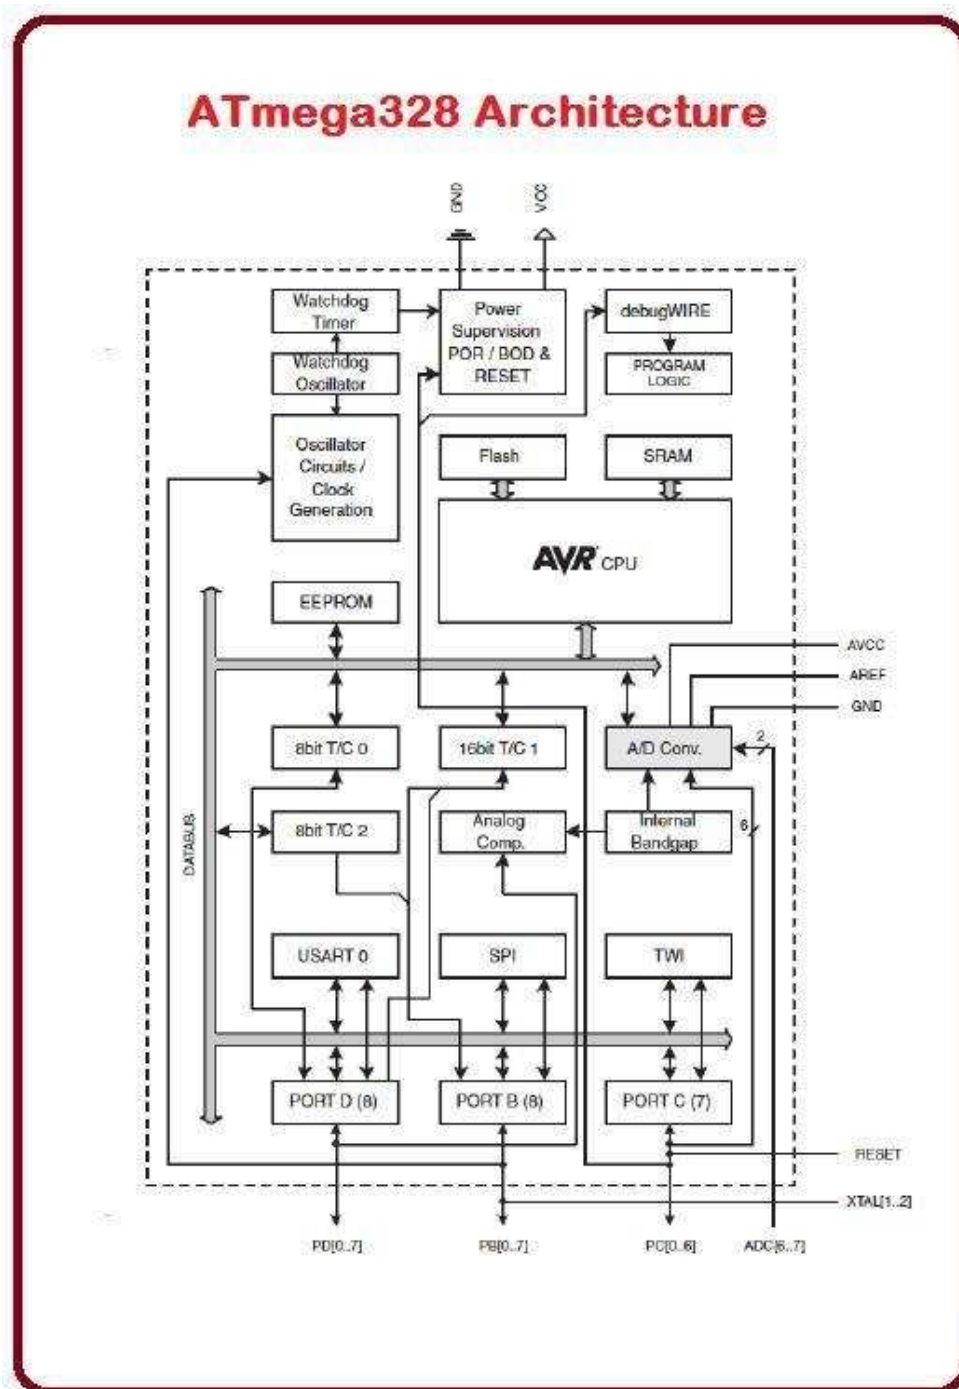 ATmega328 Architecture
GND
VCC
Watchdog
Timer
Power
Supervision
POR / BOD &
RESET
debugWIRE
Watchdog
Oscillator
PROGRAM
LOGIC
Oscillator
Circuits /
Clock
Generation
Flash
SRAM
AVR CPU
EEPROM
AVCC
AREF
GND
8bit T/C 0
16bit T/C 1
A/D Conv.
2
8bit T/C 2
Analog
Comp.
Internal
Bandgap
6
DATABUS
USART 0
SPI
TWI
PORT D (8)
PORT B (8)
PORT C (7)
RESET
XTAL[1..2]
PD[0..7]
PB[0..7]
PC[0..6]
ADC[6..7]